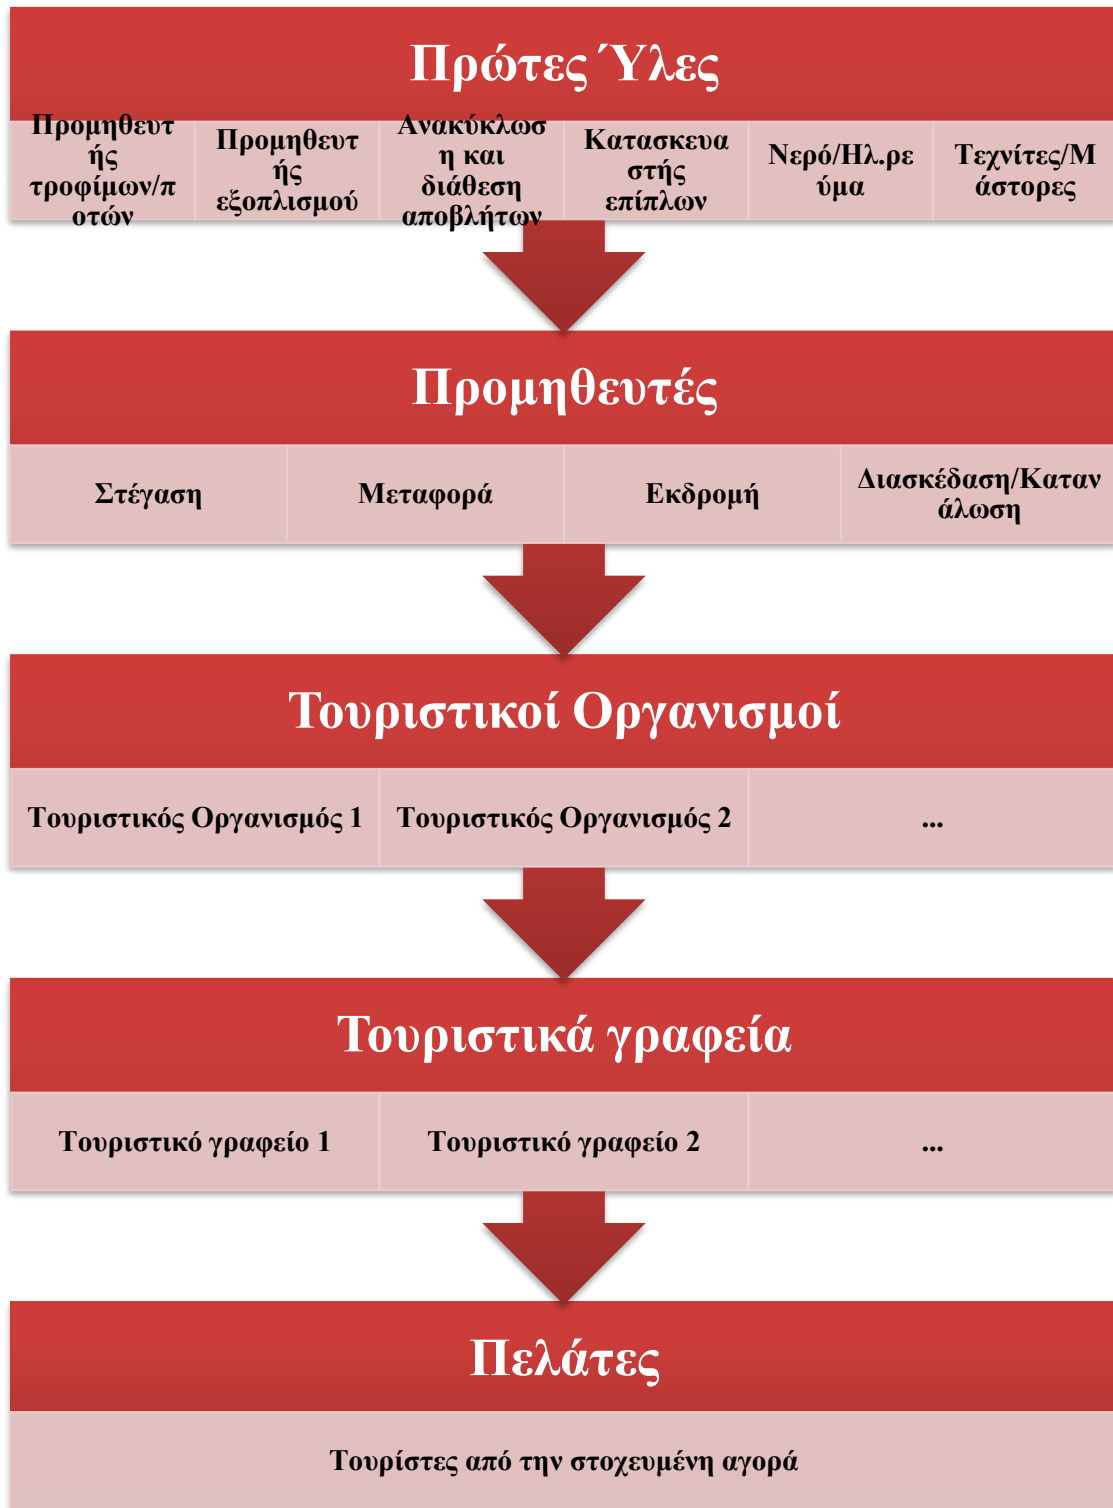 Πρώτες Ύλες
Προμηθευτ
ής
τροφίμων/π
οτών
Προμηθευτ
ής
εξοπλισμού
Ανακύκλωσ
η και
διάθεση
αποβλήτων
Κατασκευα
στής
επίπλων
Νερό/Ηλ.ρε
ύμα
Τεχνίτες/Μ
άστορες
Προμηθευτές
Στέγαση
Μεταφορά
Εκδρομή
Διασκέδαση/Καταν
άλωση
Τουριστικοί Οργανισμοί
Τουριστικός Οργανισμός 1
Τουριστικός Οργανισμός 2
...
Τουριστικά γραφεία
Τουριστικό γραφείο 1
Τουριστικό γραφείο 2
...
Πελάτες
Τουρίστες από την στοχευμένη αγορά